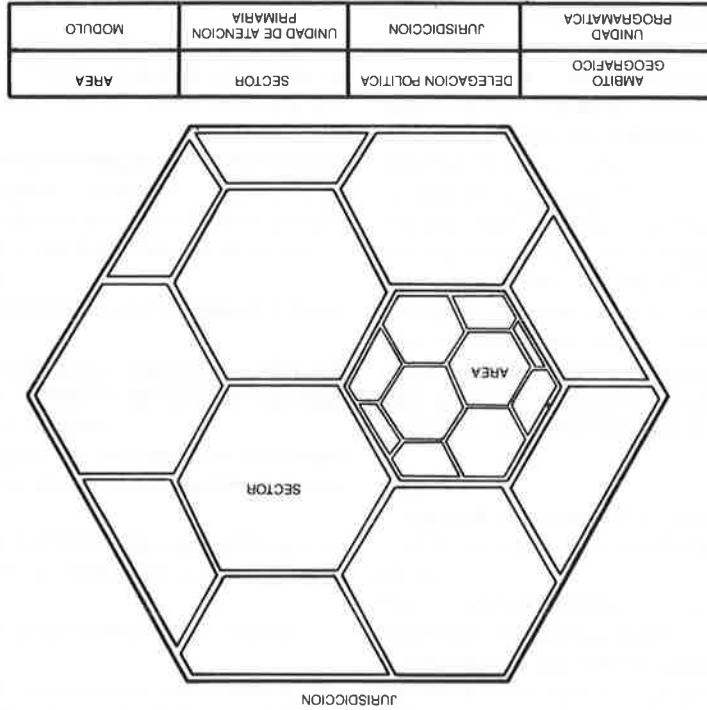 JURISDICCION
SECTOR
AREA
AMBITO
GEOGRAFICO
DELEGACION POLITICA
SECTOR
AREA
UNIDAD
PROGRAMATICA
JURISDICCION
UNIDAD DE ATENCION
PRIMARIA
MODULO